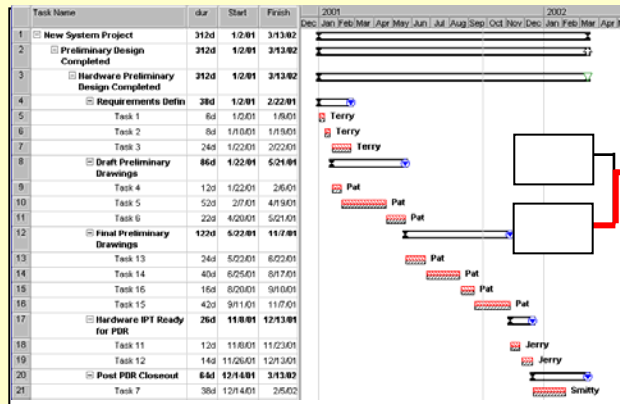 Task Name dur Start Finish 2001 2002
Dec Jan Feb Mar Apr May Jun Jul Aug Sep Oct Nov Dec Jan Feb Mar Apr
1 New System Project 312d 1/2/01 3/13/02
2 Preliminary Design 312d 1/2/01 3/13/02
Completed
3 Hardware Preliminary 312d 1/2/01 3/13/02
Design Completed
4 Requirements Defin 38d 1/2/01 2/22/01
5 Task 1 6d 1/2/01 1/9/01 Terry
6 Task 2 8d 1/10/01 1/19/01 Terry
7 Task 3 24d 1/22/01 2/22/01 Terry
8 Draft Preliminary 86d 1/22/01 5/21/01
Drawings
9 Task 4 12d 1/22/01 2/6/01 Pat
10 Task 5 52d 2/7/01 4/19/01 Pat
11 Task 6 22d 4/20/01 5/21/01 Pat
12 Final Preliminary 122d 5/22/01 11/7/01
Drawings
13 Task 13 24d 5/22/01 6/22/01 Pat
14 Task 14 40d 6/25/01 8/17/01 Pat
15 Task 16 16d 8/20/01 9/10/01 Pat
16 Task 15 42d 9/11/01 11/7/01 Pat
17 Hardware IPT Ready 26d 11/8/01 12/13/01
for PDR
18 Task 11 12d 11/8/01 11/23/01 Jerry
19 Task 12 14d 11/26/01 12/13/01 Jerry
20 Post PDR Closeout 64d 12/14/01 3/13/02
21 Task 7 38d 12/14/01 2/5/02 Smitty